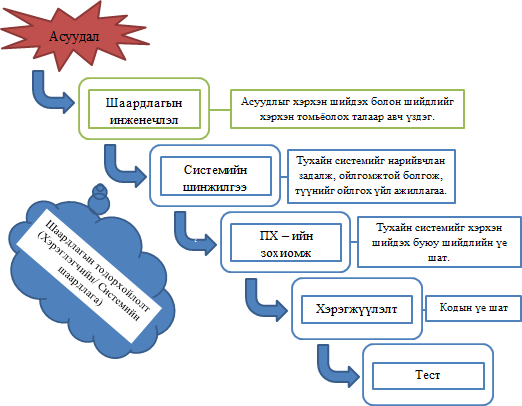 Асуудал
Шаардлагын
инженечлэл
Асуудлыг хэрхэн шийдэх болон шийдлийг
хэрхэн томьёолох талаар авч үздэг.
Системийн
шинжилгээ
Тухайн системийг нарийвчлан
задалж, ойлгомжтой болгож,
түүнийг ойлгох үйл ажиллагаа.
Шаардлагын тодорхойлолт
(Хэрэглэгчийн/ Системийн
шаардлага)
ПХ – ийн
зохиомж
Тухайн системийг хэрхэн
шийдэх буюу шийдлийн үе
шат.
Хэрэгжүүлэлт
Кодын үе шат
Тест